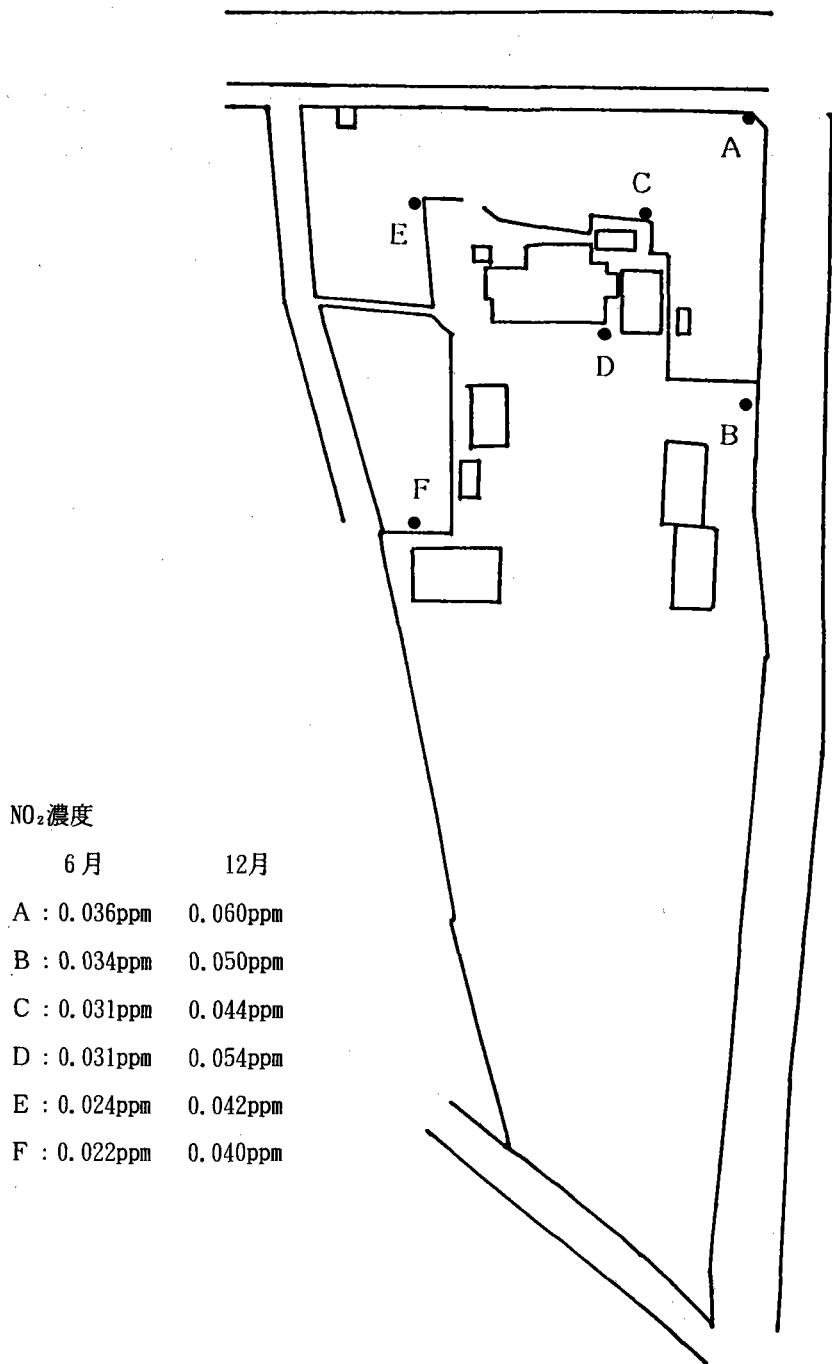 A
C
E
D
B
F
NO₂濃度
6月 12月
A : 0.036ppm 0.060ppm
B : 0.034ppm 0.050ppm
C : 0.031ppm 0.044ppm
D : 0.031ppm 0.054ppm
E : 0.024ppm 0.042ppm
F : 0.022ppm 0.040ppm